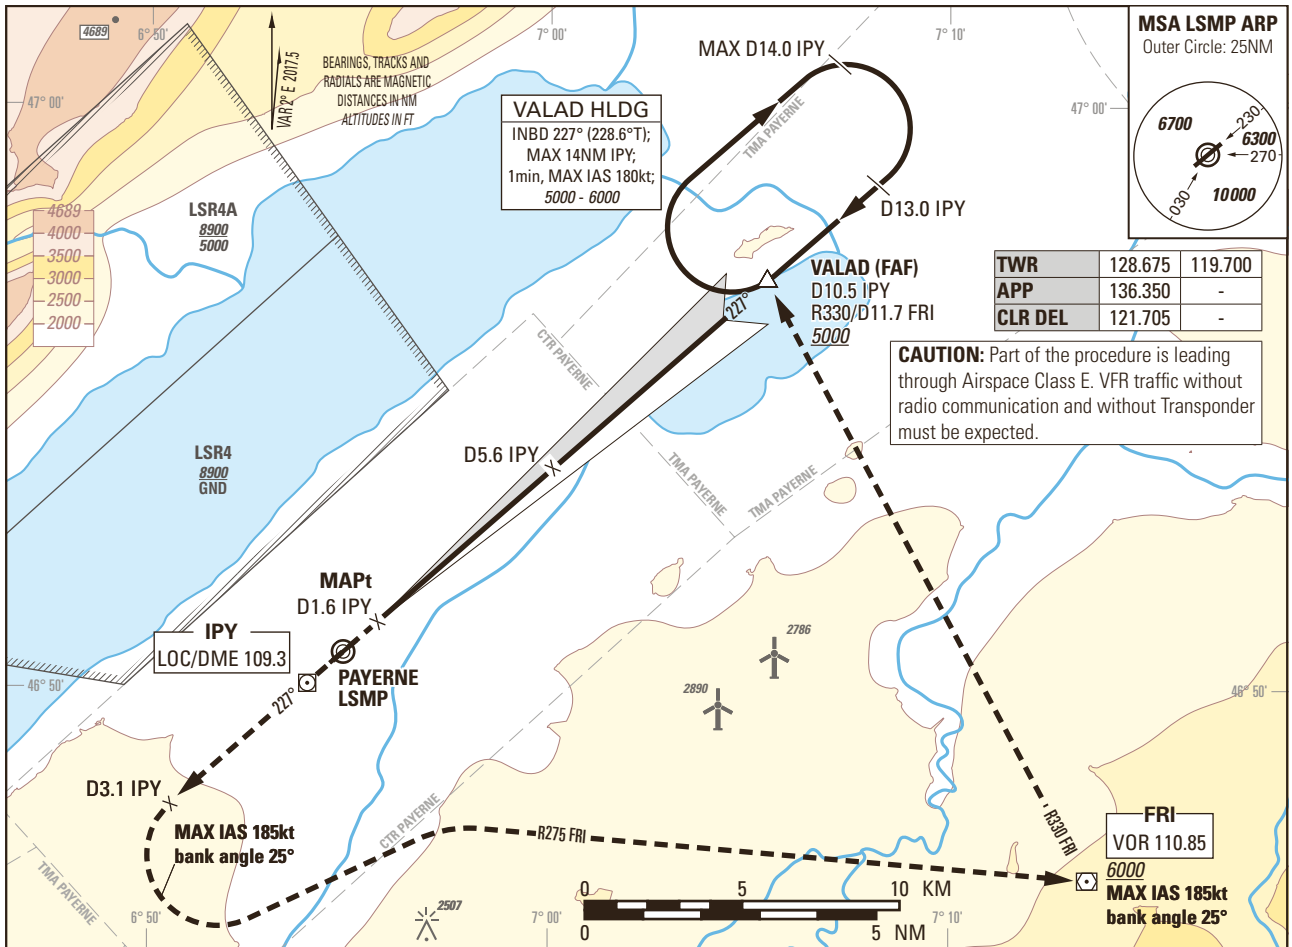 4689
6° 50'
7° 00'
7° 10'
47° 00'
47° 00'
VAR 2° E 2017.5
BEARINGS, TRACKS AND
RADIALS ARE MAGNETIC
DISTANCES IN NM
ALTITUDES IN FT
MAX D14.0 IPY
VALAD HLDG
INBD 227° (228.6°T);
MAX 14NM IPY;
1min, MAX IAS 180kt;
5000 - 6000
TMA PAYERNE
MSA LSMP ARP
Outer Circle: 25NM
6700
230
6300
270
10000
030
D13.0 IPY
LSR4A
8900
5000
4689
4000
3500
3000
2500
2000
VALAD (FAF)
D10.5 IPY
R330/D11.7 FRI
5000
227°
TWR 128.675 119.700
APP 136.350 -
CLR DEL 121.705 -
CAUTION: Part of the procedure is leading
through Airspace Class E. VFR traffic without
radio communication and without Transponder
must be expected.
CTR PAYERNE
D5.6 IPY
LSR4
8900
GND
TMA PAYERNE
TMA PAYERNE
MAPt
D1.6 IPY
IPY
LOC/DME 109.3
PAYERNE
LSMP
227°
46° 50'
46° 50'
2786
2890
D3.1 IPY
MAX IAS 185kt
bank angle 25°
CTR PAYERNE
R275 FRI
R330 FRI
FRI
VOR 110.85
6000
MAX IAS 185kt
bank angle 25°
TMA PAYERNE
2507
0 5 10 KM
0 5 NM
6° 50'
7° 00'
7° 10'